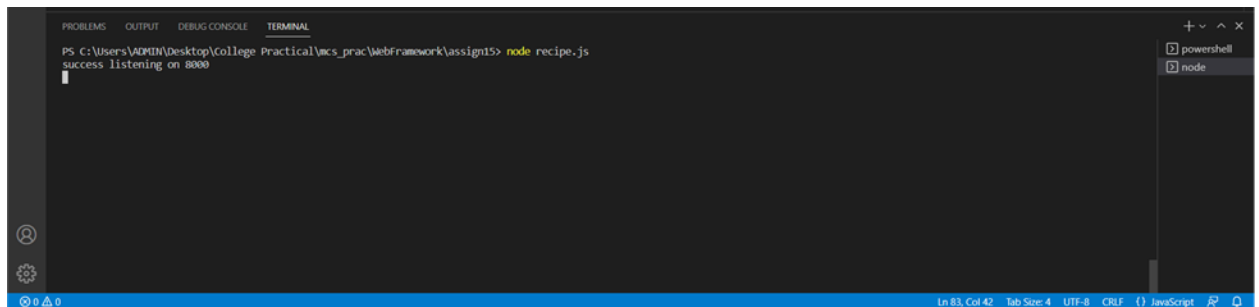 PROBLEMS OUTPUT DEBUG CONSOLE TERMINAL
PS C:\Users\ADMIN\Desktop\College Practical\mcs_prac\WebFramework\assign15> node recipe.js
success listening on 8000
powershell
node
0 0 Ln 83, Col 42 Tab Size: 4 UTF-8 CRLF {} JavaScript